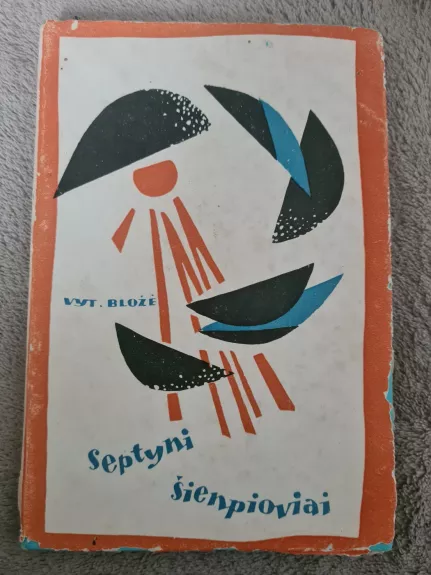 VYT. BLOŽĖ
Septyni
šienpioviai